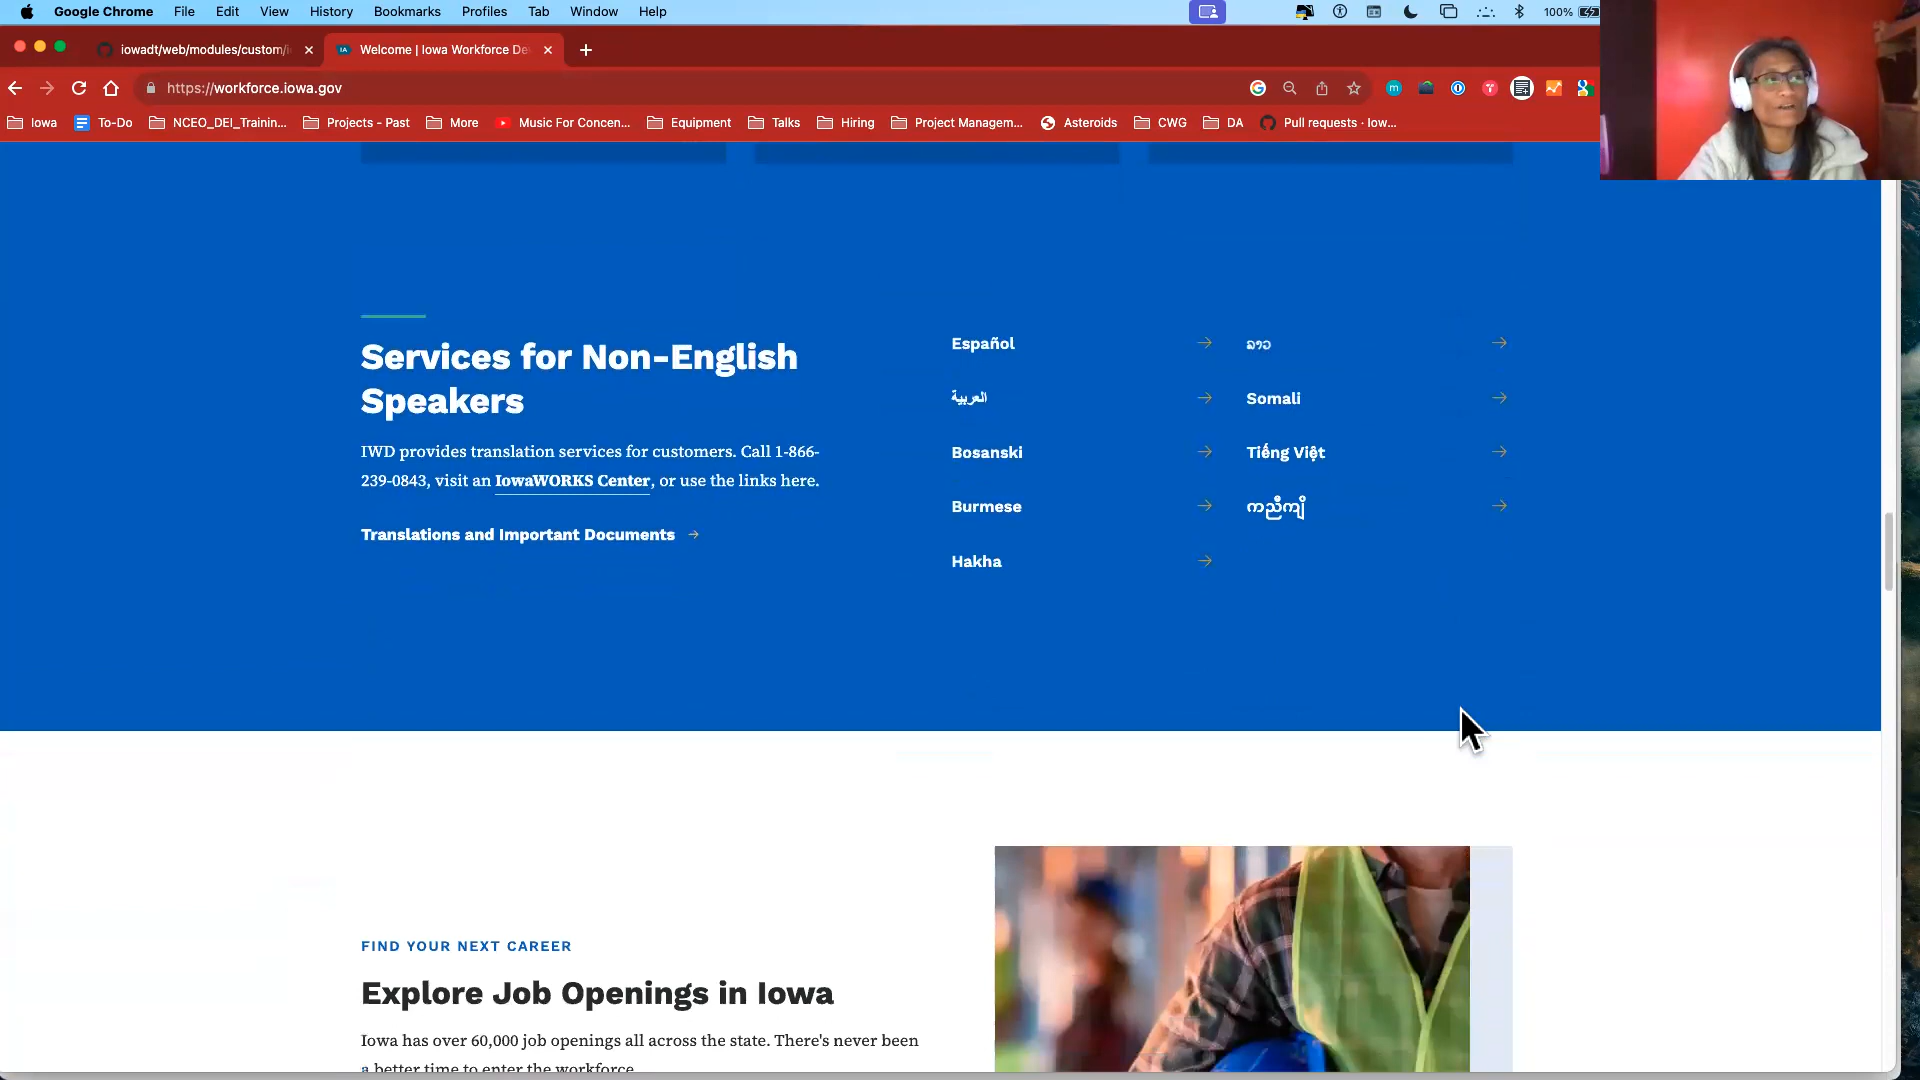 Google Chrome File Edit View History Bookmarks Profiles Tab Window Help 100%
iowadt/web/modules/custom/i
Welcome | Iowa Workforce De
https://workforce.iowa.gov
Iowa To-Do NCEO_DEI_Trainin... Projects - Past More Music For Concen... Equipment Talks Hiring Project Managem... Asteroids CWG DA Pull requests · Iow...
Services for Non-English
Speakers
IWD provides translation services for customers. Call 1-866-
239-0843, visit an IowaWORKS Center, or use the links here.
Translations and Important Documents →
Español →
العربية →
Bosanski →
Burmese →
Hakha →
ລາວ →
Somali →
Tiếng Việt →
ကညီကျိ →
FIND YOUR NEXT CAREER
Explore Job Openings in Iowa
Iowa has over 60,000 job openings all across the state. There's never been
a better time to enter the workforce.